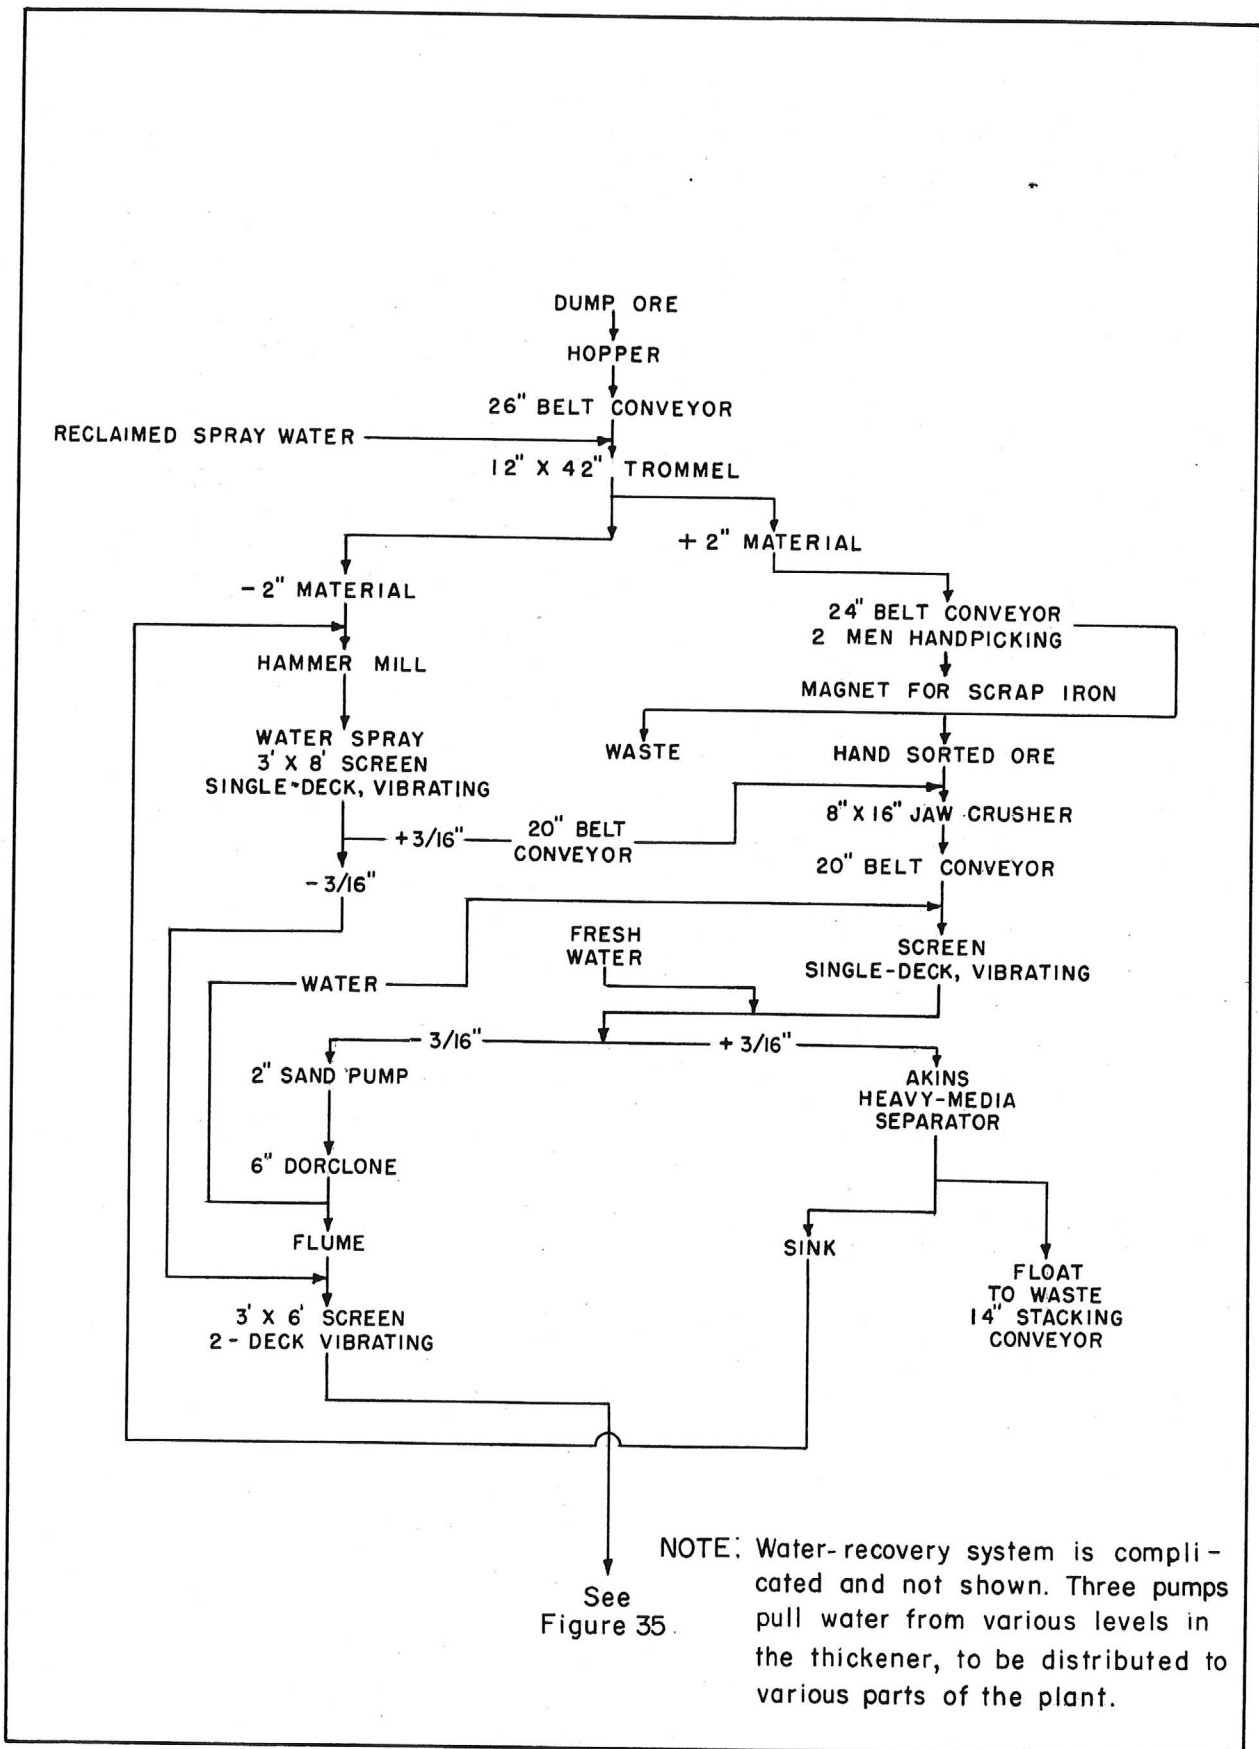 DUMP ORE
HOPPER
26" BELT CONVEYOR
RECLAIMED SPRAY WATER
12" X 42" TROMMEL
+ 2" MATERIAL
- 2" MATERIAL
24" BELT CONVEYOR
2 MEN HANDPICKING
HAMMER MILL
MAGNET FOR SCRAP IRON
WATER SPRAY
3' X 8' SCREEN
SINGLE-DECK, VIBRATING
WASTE
HAND SORTED ORE
8" X 16" JAW CRUSHER
+3/16"
20" BELT
CONVEYOR
20" BELT CONVEYOR
- 3/16"
FRESH
WATER
SCREEN
SINGLE-DECK, VIBRATING
WATER
- 3/16"
+ 3/16"
2" SAND PUMP
AKINS
HEAVY-MEDIA
SEPARATOR
6" DORCLONE
FLUME
SINK
FLOAT
TO WASTE
14" STACKING
CONVEYOR
3' X 6' SCREEN
2 - DECK VIBRATING
See
Figure 35.
NOTE: Water-recovery system is compli-
cated and not shown. Three pumps
pull water from various levels in
the thickener, to be distributed to
various parts of the plant.